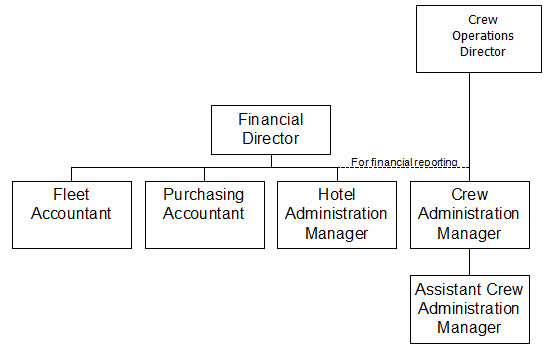 Crew
Operations
Director
Financial
Director
For financial reporting
Fleet
Accountant
Purchasing
Accountant
Hotel
Administration
Manager
Crew
Administration
Manager
Assistant Crew
Administration
Manager